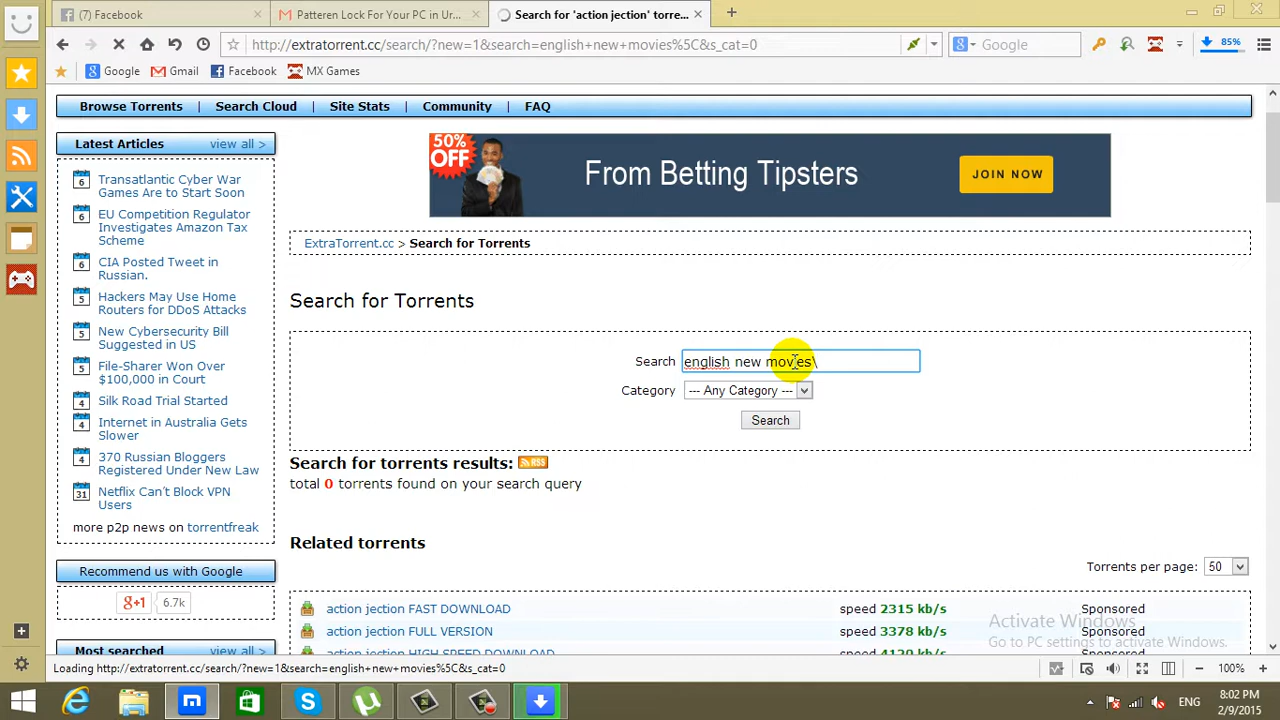 (7) Facebook
Patteren Lock For Your PC in Ur...
Search for 'action jection' torre...
http://extratorrent.cc/search/?new=1&search=english+new+movies%5C&s_cat=0
Google
85%
Google
Gmail
Facebook
MX Games
Browse Torrents | Search Cloud | Site Stats | Community | FAQ
Latest Articles view all >
6 Transatlantic Cyber War
Games Are to Start Soon
6 EU Competition Regulator
Investigates Amazon Tax
Scheme
6 CIA Posted Tweet in
Russian.
5 Hackers May Use Home
Routers for DDoS Attacks
5 New Cybersecurity Bill
Suggested in US
5 File-Sharer Won Over
$100,000 in Court
4 Silk Road Trial Started
4 Internet in Australia Gets
Slower
4 370 Russian Bloggers
Registered Under New Law
31 Netflix Can't Block VPN
Users
more p2p news on torrentfreak
Recommend us with Google
g+1 6.7k
Most searched view all >
50%
OFF
From Betting Tipsters
JOIN NOW
ExtraTorrent.cc > Search for Torrents
Search for Torrents
Search english new movies\
Category --- Any Category ---
Search
Search for torrents results: RSS
total 0 torrents found on your search query
Related torrents
Torrents per page: 50
action jection FAST DOWNLOAD speed 2315 kb/s Sponsored
action jection FULL VERSION speed 3378 kb/s Sponsored
action jection HIGH SPEED DOWNLOAD speed 4120 kb/s Sponsored
Activate Windows
Go to PC settings to activate Windows.
Loading http://extratorrent.cc/search/?new=1&search=english+new+movies%5C&s_cat=0
100%
ENG
8:02 PM
2/9/2015